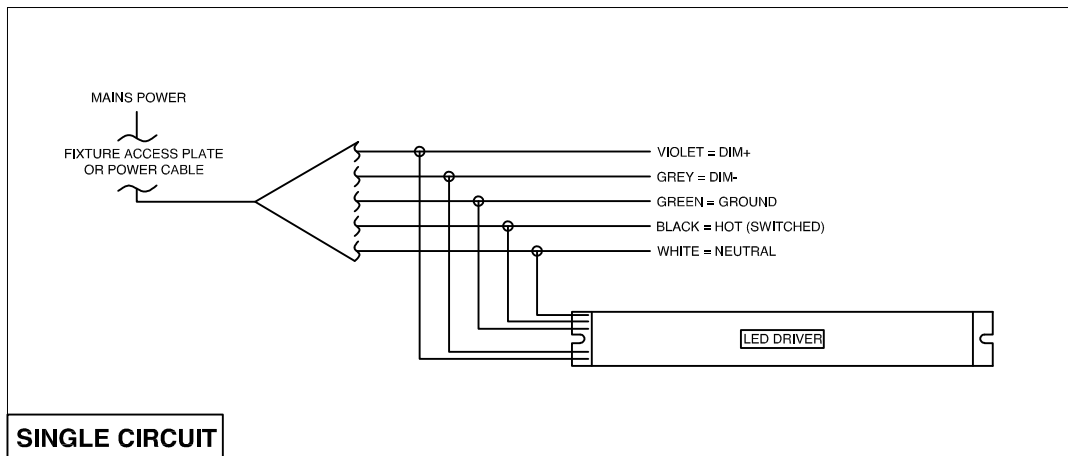 MAINS POWER
FIXTURE ACCESS PLATE
OR POWER CABLE
VIOLET = DIM+
GREY = DIM-
GREEN = GROUND
BLACK = HOT (SWITCHED)
WHITE = NEUTRAL
LED DRIVER
SINGLE CIRCUIT